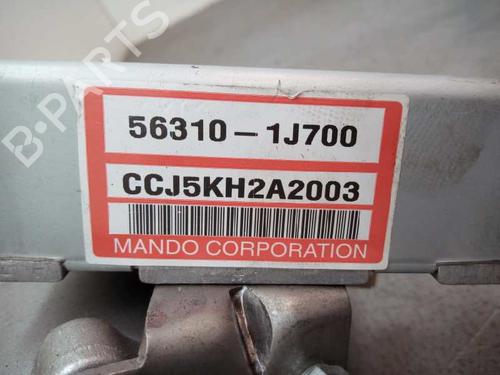 B-PARTS
56310-1J700
CCJ5KH2A2003
MANDO CORPORATION